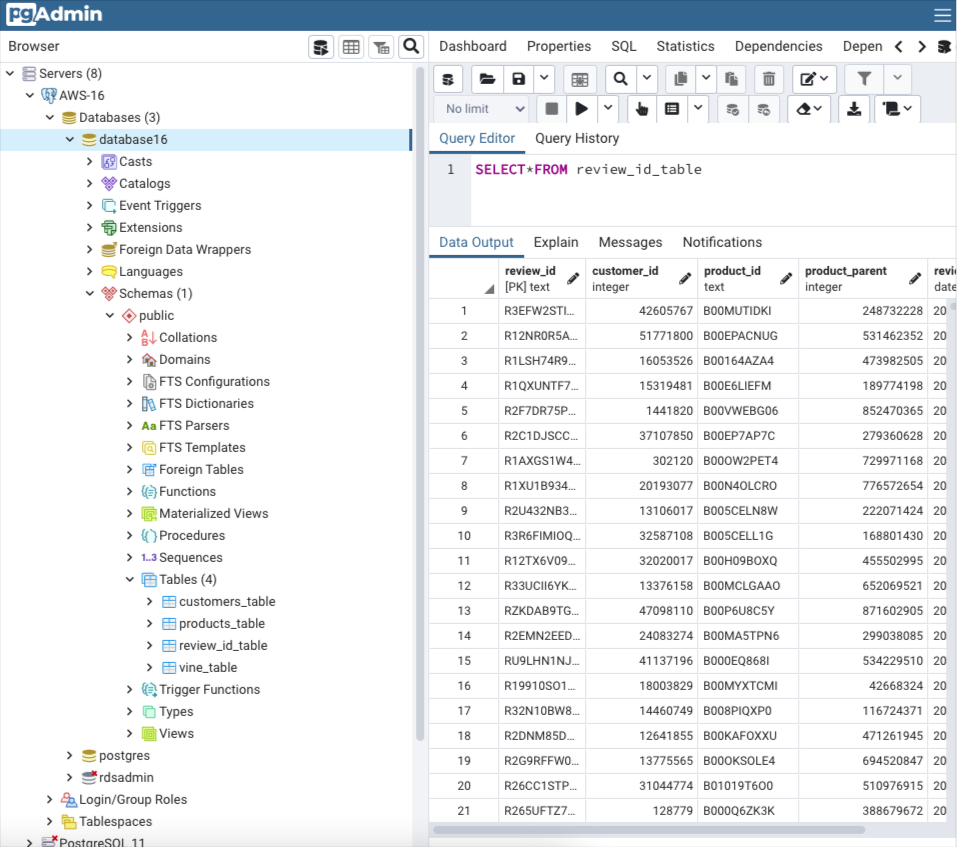 pgAdmin
Browser
Dashboard Properties SQL Statistics Dependencies Depen
Servers (8)
AWS-16
Databases (3)
database16
Casts
Catalogs
Event Triggers
Extensions
Foreign Data Wrappers
Languages
Schemas (1)
public
Collations
Domains
FTS Configurations
FTS Dictionaries
Aa FTS Parsers
FTS Templates
Foreign Tables
Functions
Materialized Views
Procedures
1..3 Sequences
Tables (4)
customers_table
products_table
review_id_table
vine_table
Trigger Functions
Types
Views
postgres
rdsadmin
Login/Group Roles
Tablespaces
PostgreSQL 11
No limit
Query Editor Query History
1 SELECT*FROM review_id_table
Data Output Explain Messages Notifications
review_id customer_id product_id product_parent revi
[PK] text integer text integer date
1 R3EFW2STI... 42605767 B00MUTIDKI 248732228 20
2 R12NR0R5A... 51771800 B00EPACNUG 531462352 20
3 R1LSH74R9... 16053526 B00164AZA4 473982505 20
4 R1QXUNTF7... 15319481 B00E6LIEFM 189774198 20
5 R2F7DR75P... 1441820 B00VWEBG06 852470365 20
6 R2C1DJSCC... 37107850 B00EP7AP7C 279360628 20
7 R1AXGS1W4... 302120 B00OW2PET4 729971168 20
8 R1XU1B934... 20193077 B00N4OLCRO 776572654 20
9 R2U432NB3... 13106017 B005CELN8W 222071424 20
10 R3R6FIMIOQ... 32587108 B005CELL1G 168801430 20
11 R12TX6V09... 32020017 B00H09BOXQ 455502995 20
12 R33UCII6YK... 13376158 B00MCLGAAO 652069521 20
13 RZKDAB9TG... 47098110 B00P6U8C5Y 871602905 20
14 R2EMN2EED... 24083274 B00MA5TPN6 299038085 20
15 RU9LHN1NJ... 41137196 B000EQ868I 534229510 20
16 R19910SO1... 18003829 B00MYXTCMI 42668324 20
17 R32N10BW8... 14460749 B008PIQXP0 116724371 20
18 R2DNM85D... 12641855 B00KAFOXXU 471261945 20
19 R2G9RFFW0... 13775565 B00OKSOLE4 694520847 20
20 R26CC1STP... 31044774 B01019T6O0 510976915 20
21 R265UFTZ7... 128779 B000Q6ZK3K 388679672 20